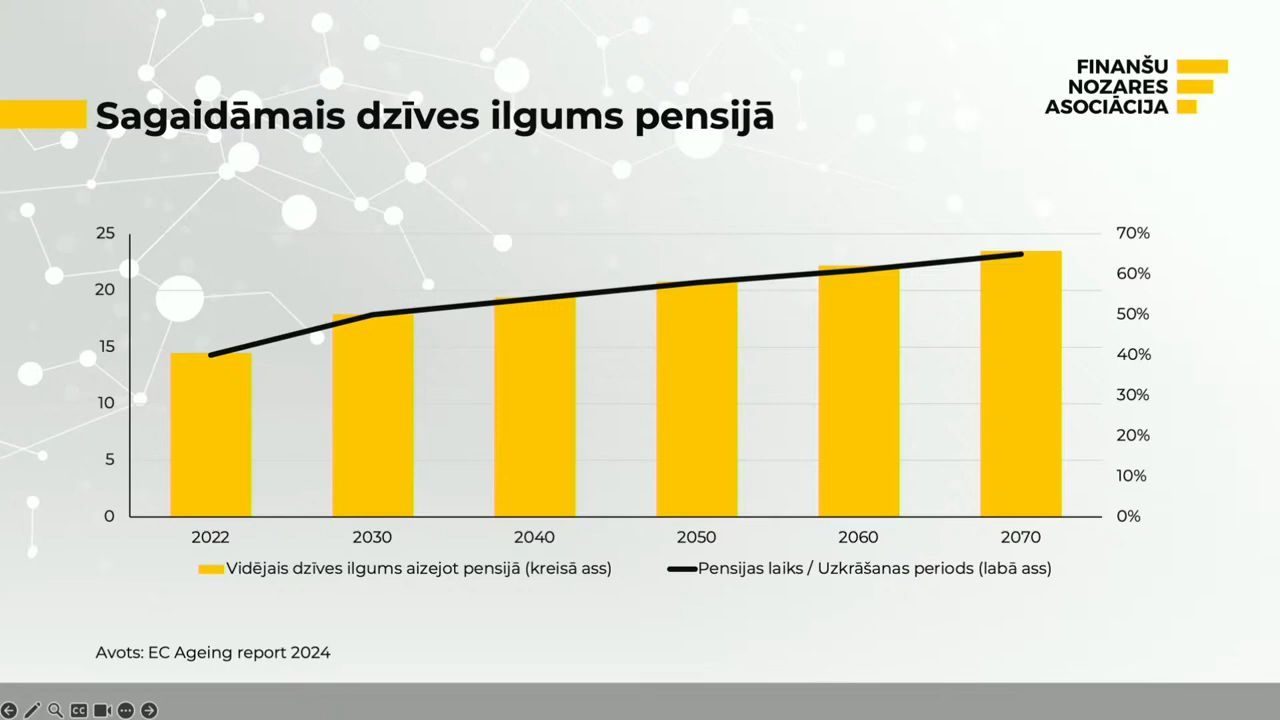 FINANŠU
NOZARES
ASOCIĀCIJA
Sagaidāmais dzīves ilgums pensijā
25
20
15
10
5
0
70%
60%
50%
40%
30%
20%
10%
0%
2022 2030 2040 2050 2060 2070
Vidējais dzīves ilgums aizejot pensijā (kreisā ass) Pensijas laiks / Uzkrāšanas periods (labā ass)
Avots: EC Ageing report 2024
CC